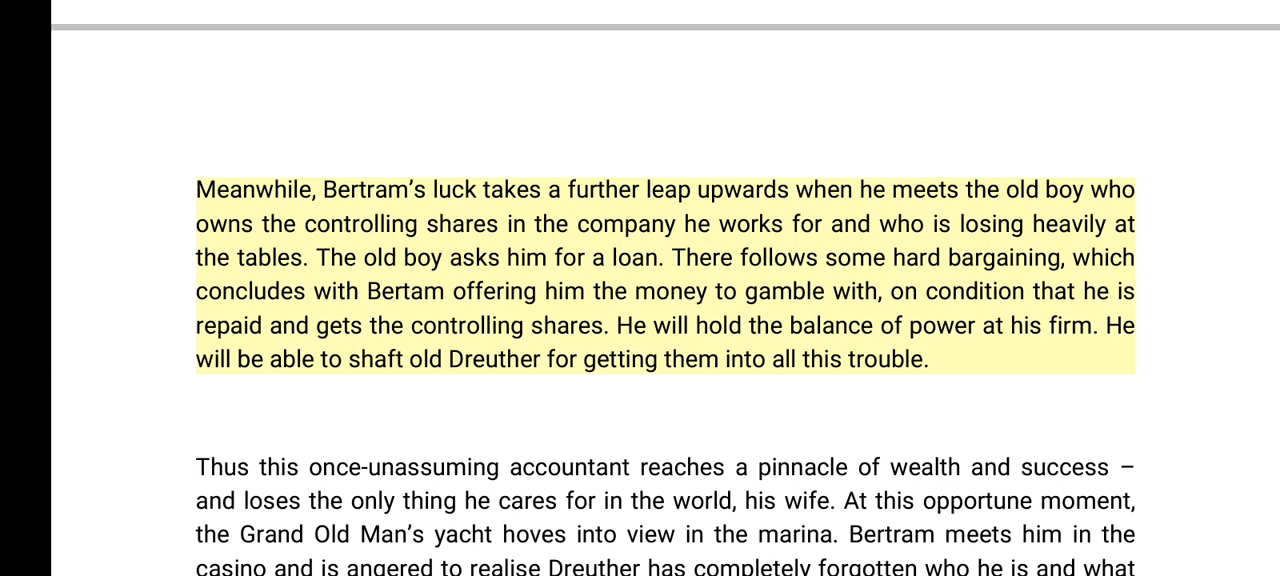 Meanwhile, Bertram’s luck takes a further leap upwards when he meets the old boy who
owns the controlling shares in the company he works for and who is losing heavily at
the tables. The old boy asks him for a loan. There follows some hard bargaining, which
concludes with Bertam offering him the money to gamble with, on condition that he is
repaid and gets the controlling shares. He will hold the balance of power at his firm. He
will be able to shaft old Dreuther for getting them into all this trouble.
Thus this once-unassuming accountant reaches a pinnacle of wealth and success –
and loses the only thing he cares for in the world, his wife. At this opportune moment,
the Grand Old Man’s yacht hoves into view in the marina. Bertram meets him in the
casino and is angered to realise Dreuther has completely forgotten who he is and what